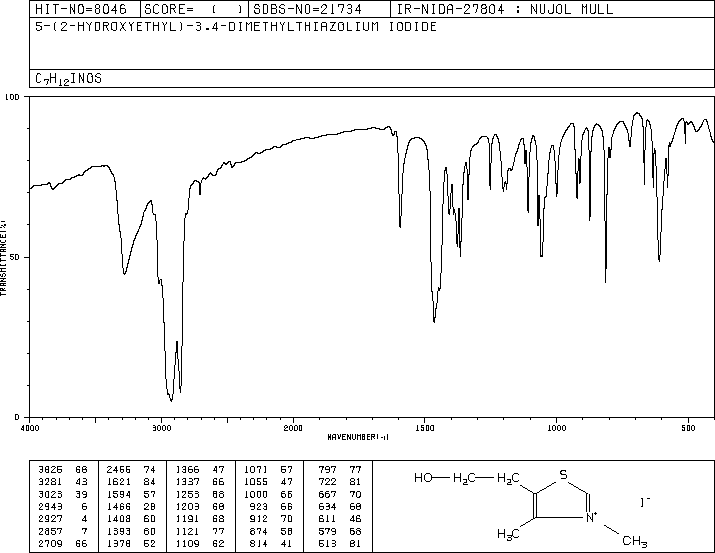 HIT-NO=8046 SCORE= ( ) SDBS-NO=21734 IR-NIDA-27804 : NUJOL MULL
5-(2-HYDROXYETHYL)-3,4-DIMETHYLTHIAZOLIUM IODIDE
C7H12INOS
100
50
0
TRANSMITTANCE(%)
4000 3000 2000 1500 1000 500
WAVENUMBER(-1)
3825 68 2455 74 1366 47 1071 57 797 77
3281 43 1621 84 1337 66 1055 47 722 81
3023 39 1594 57 1253 68 1000 66 667 70
2943 6 1466 28 1203 68 923 66 634 68
2927 4 1408 60 1191 68 912 70 611 46
2857 7 1393 60 1121 77 874 58 579 68
2709 66 1378 52 1109 62 814 41 513 81
HO H2C H2C S
I-
N+
H3C CH3